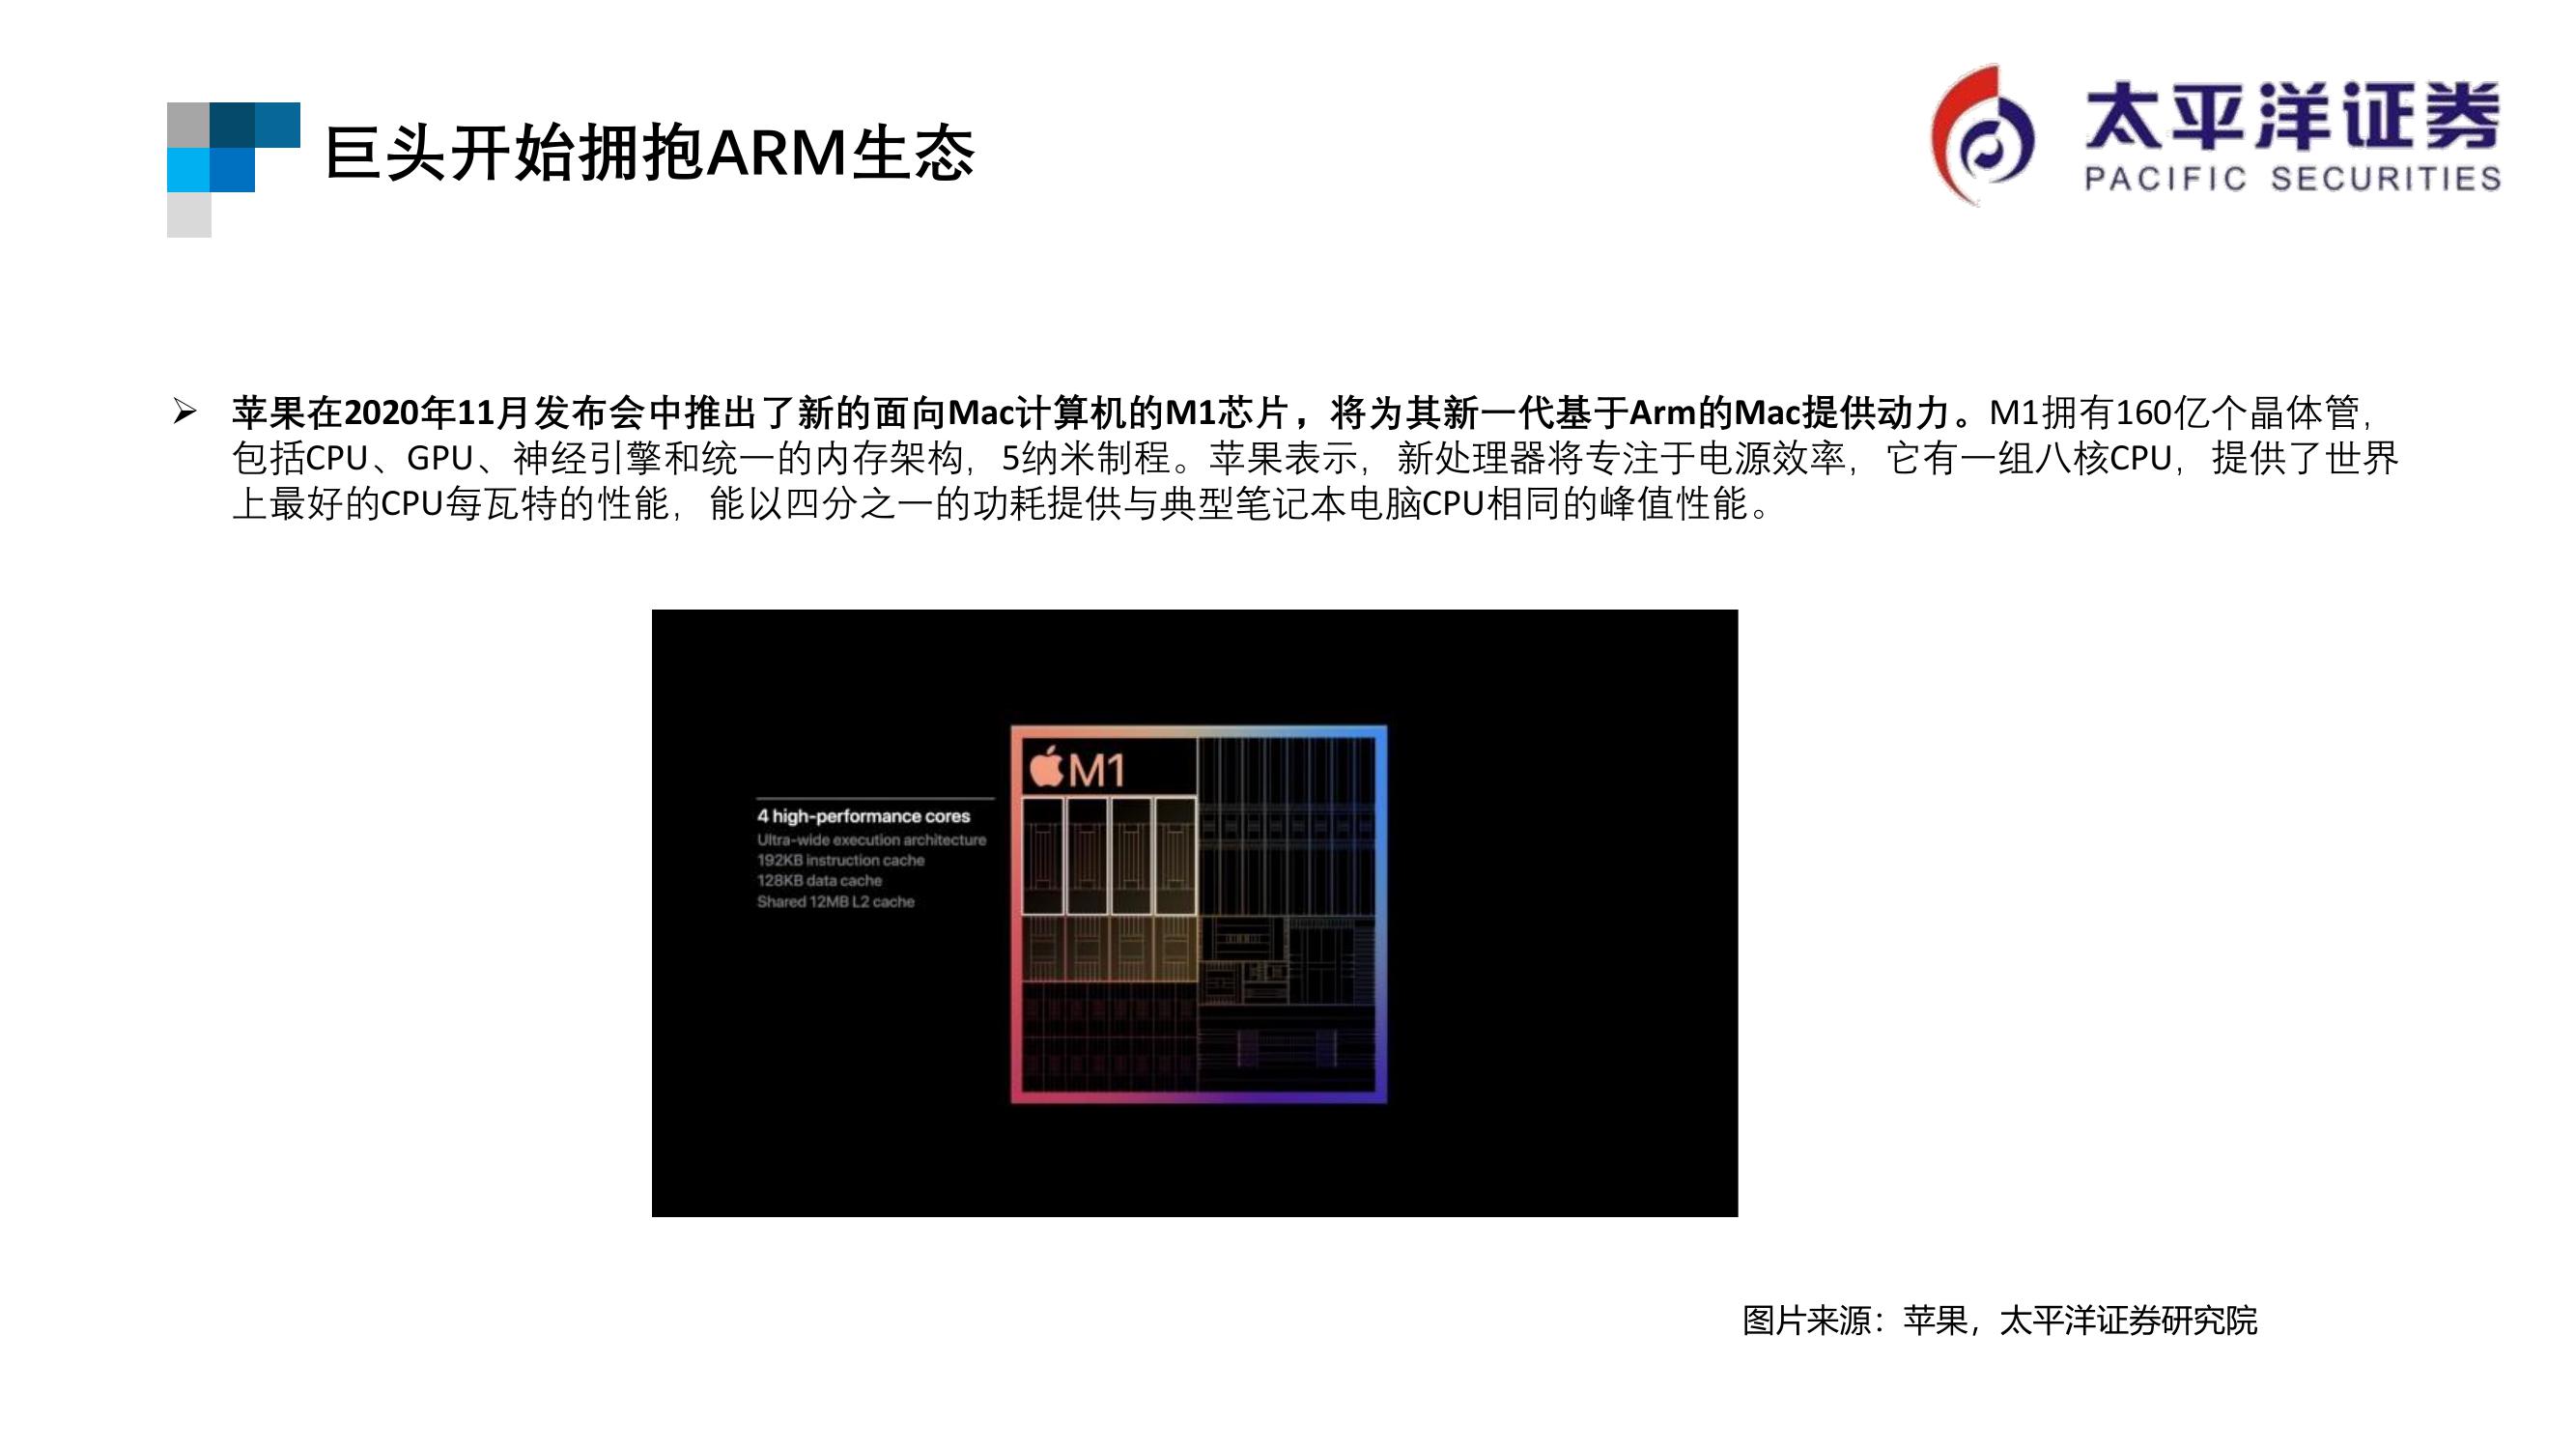 巨头开始拥抱ARM生态
太平洋证券
PACIFIC SECURITIES
➢ 苹果在2020年11月发布会中推出了新的面向Mac计算机的M1芯片，将为其新一代基于Arm的Mac提供动力。M1拥有160亿个晶体管，
包括CPU、GPU、神经引擎和统一的内存架构，5纳米制程。苹果表示，新处理器将专注于电源效率，它有一组八核CPU，提供了世界
上最好的CPU每瓦特的性能，能以四分之一的功耗提供与典型笔记本电脑CPU相同的峰值性能。
M1
4 high-performance cores
Ultra-wide execution architecture
192KB instruction cache
128KB data cache
Shared 12MB L2 cache
图片来源：苹果，太平洋证券研究院